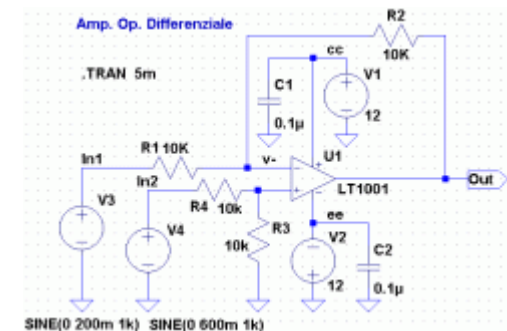 Amp. Op. Differenziale
R2
10K
cc
.TRAN 5m
C1
V1
0.1µ
12
In1
R1 10K
v-
U1
In2
LT1001
Out
V3
V4
R4 10k
R3
10k
ee
V2
C2
12
0.1µ
SINE(0 200m 1k) SINE(0 600m 1k)